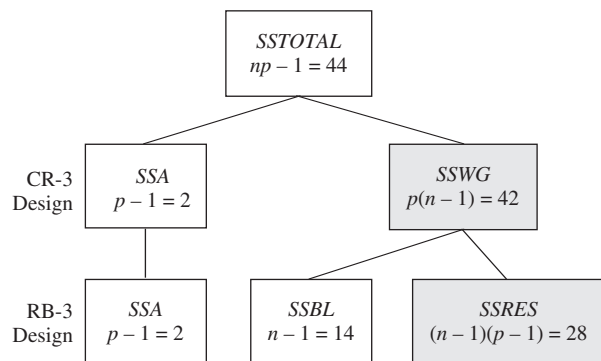 SSTOTAL
np – 1 = 44
CR-3
Design
SSA
p – 1 = 2
SSWG
p(n – 1) = 42
RB-3
Design
SSA
p – 1 = 2
SSBL
n – 1 = 14
SSRES
(n – 1)(p – 1) = 28